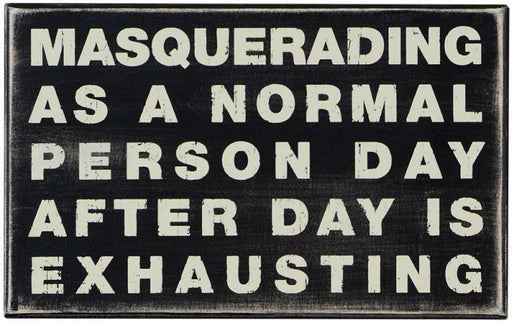 MASQUERADING
AS A NORMAL
PERSON DAY
AFTER DAY IS
EXHAUSTING